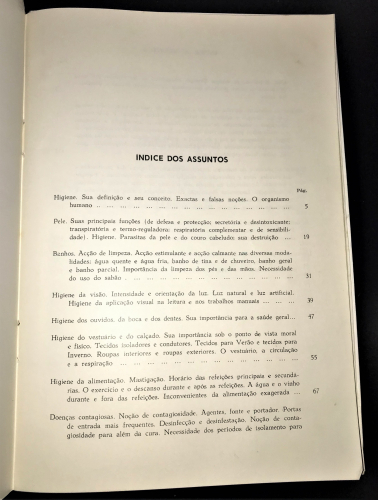 INDICE DOS ASSUNTOS
Pág.
Higiene. Sua definição e seu conceito. Exactas e falsas noções. O organismo
humano ... 5
Pele. Suas principais funções (de defesa e protecção; secretória e desintoxicante;
transpiratória e termo-reguladora; respiratória complementar e de sensibili-
dade). Higiene. Parasitas da pele e do couro cabeludo; sua destruição ... 19
Banhos. Acção de limpeza. Acção estimulante e acção calmante nas diversas moda-
lidades: água quente e água fria, banho de tina e de chuveiro, banho geral
e banho parcial. Importância da limpeza dos pés e das mãos. Necessidade
do uso do sabão ... 31
Higiene da visão. Intensidade e orientação da luz. Luz natural e luz artificial.
Higiene da aplicação visual na leitura e nos trabalhos manuais ... 39
Higiene dos ouvidos, da boca e dos dentes. Sua importância para a saúde geral... 47
Higiene do vestuário e do calçado. Sua importância sob o ponto de vista moral
e físico. Tecidos isoladores e condutores. Tecidos para Verão e tecidos para
Inverno. Roupas interiores e roupas exteriores. O vestuário, a circulação
e a respiração ... 55
Higiene da alimentação. Mastigação. Horário das refeições principais e secundá-
rias. O exercício e o descanso durante e após as refeições. A água e o vinho
durante e fora das refeições. Inconvenientes da alimentação exagerada ... 67
Doenças contagiosas. Noção de contagiosidade. Agentes, fonte e portador. Portas
de entrada mais frequentes. Desinfecção e desinfestação. Noção de conta-
giosidade para além da cura. Necessidade dos períodos de isolamento para